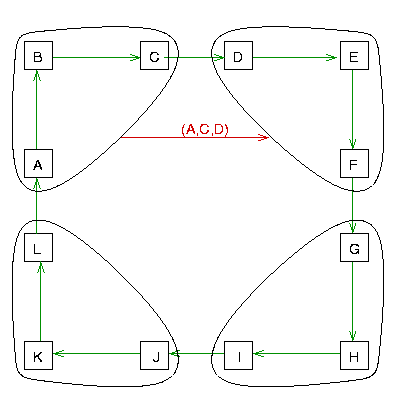 B C D E
(A,C,D)
A F
L G
K J I H